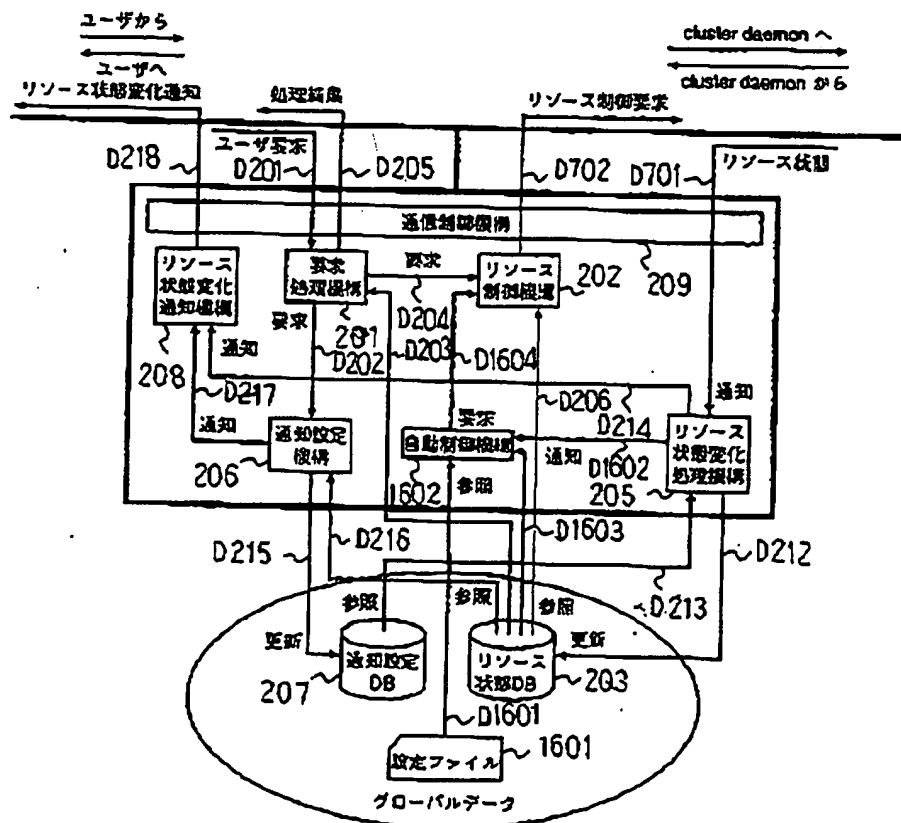 ユーザから
ユーザへ
リソース状態変化通知
処理結果
リソース制御要求
cluster daemon へ
cluster daemon から
ユーザ要求
リソース状態
D218
D201
D205
D702
D701
通信制御機構
209
リソース
状態変化
通知機構
208
要求
処理機構
201
要求
D204
リソース
制御機構
202
要求
D202
D203
D1604
D206
通知
D217
通知
D214
通知
リソース
状態変化
処理機構
205
通知設定
機構
206
要求
自動制御機構
1602
通知
D1602
参照
D1603
D215
D216
D212
D213
参照
参照
参照
更新
更新
通知設定
DB
207
リソース
状態DB
203
D1601
設定ファイル
1601
グローバルデータ